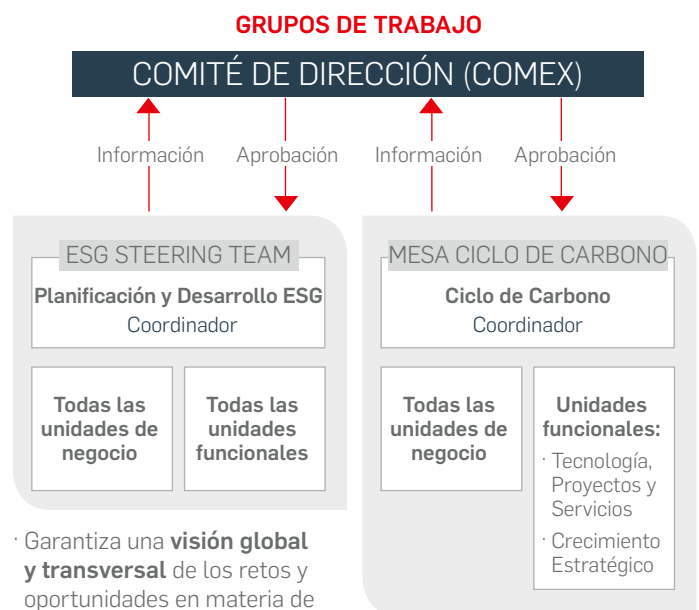 GRUPOS DE TRABAJO
COMITÉ DE DIRECCIÓN (COMEX)
Información
Aprobación
Información
Aprobación
ESG STEERING TEAM
Planificación y Desarrollo ESG
Coordinador
Todas las
unidades de
negocio
Todas las
unidades
funcionales
· Garantiza una visión global
y transversal de los retos y
oportunidades en materia de
MESA CICLO DE CARBONO
Ciclo de Carbono
Coordinador
Todas las
unidades de
negocio
Unidades
funcionales:
· Tecnología,
Proyectos y
Servicios
· Crecimiento
Estratégico